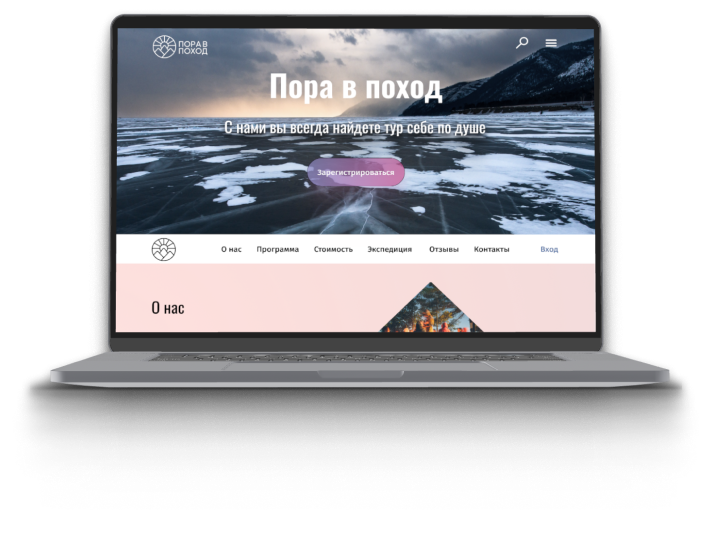 ПОРА В
ПОХОД
Пора в поход
С нами вы всегда найдете тур себе по душе
Зарегистрироваться
О нас Программа Стоимость Экспедиция Отзывы Контакты Вход
О нас